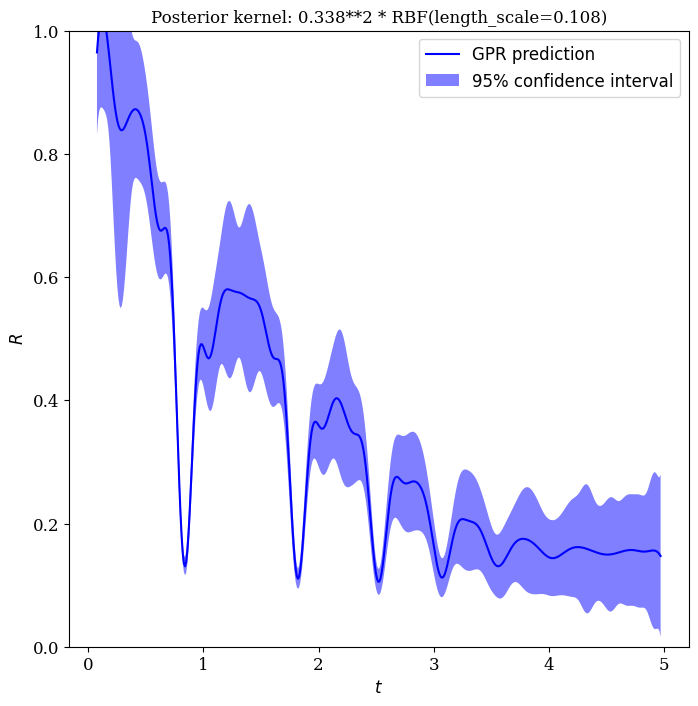 Posterior kernel: 0.338**2 * RBF(length_scale=0.108)
GPR prediction
95% confidence interval
1.0
0.8
0.6
0.4
0.2
0.0
R
0 1 2 3 4 5
t